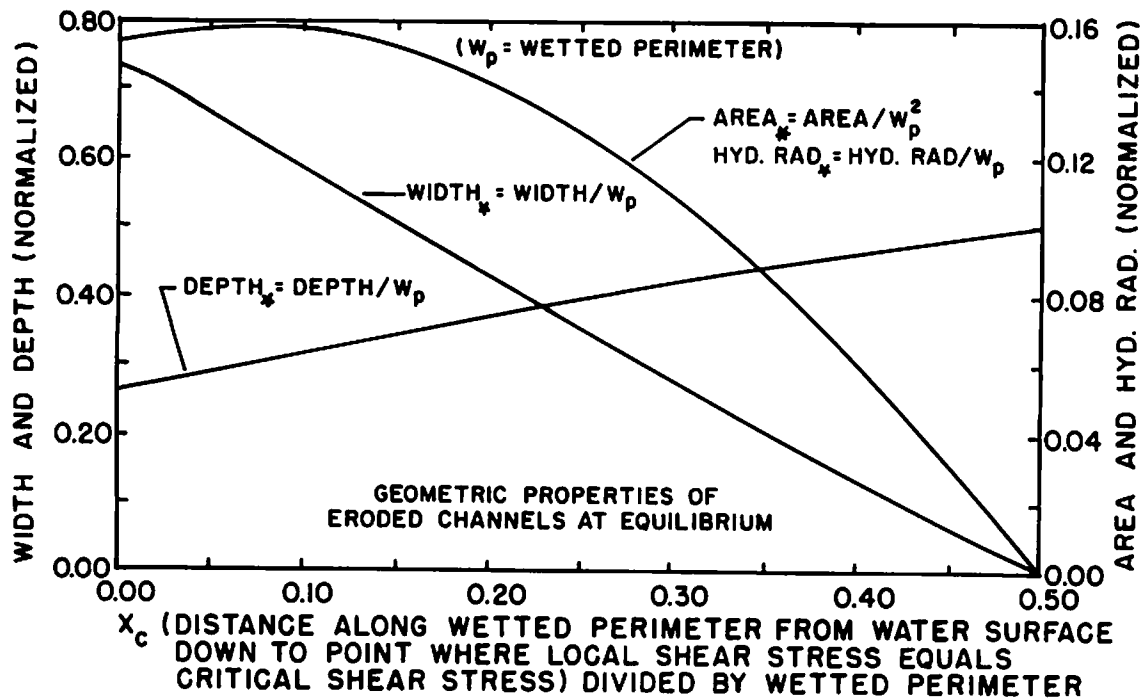 WIDTH AND DEPTH (NORMALIZED)
0.80
0.60
0.40
0.20
0.00
(Wp = WETTED PERIMETER)
AREA* = AREA/Wp²
HYD. RAD* = HYD. RAD/Wp
WIDTH* = WIDTH/Wp
DEPTH* = DEPTH/Wp
GEOMETRIC PROPERTIES OF
ERODED CHANNELS AT EQUILIBRIUM
0.16
0.12
0.08
0.04
0.00
AREA AND HYD. RAD. (NORMALIZED)
0.00 0.10 0.20 0.30 0.40 0.50
Xc (DISTANCE ALONG WETTED PERIMETER FROM WATER SURFACE
DOWN TO POINT WHERE LOCAL SHEAR STRESS EQUALS
CRITICAL SHEAR STRESS) DIVIDED BY WETTED PERIMETER